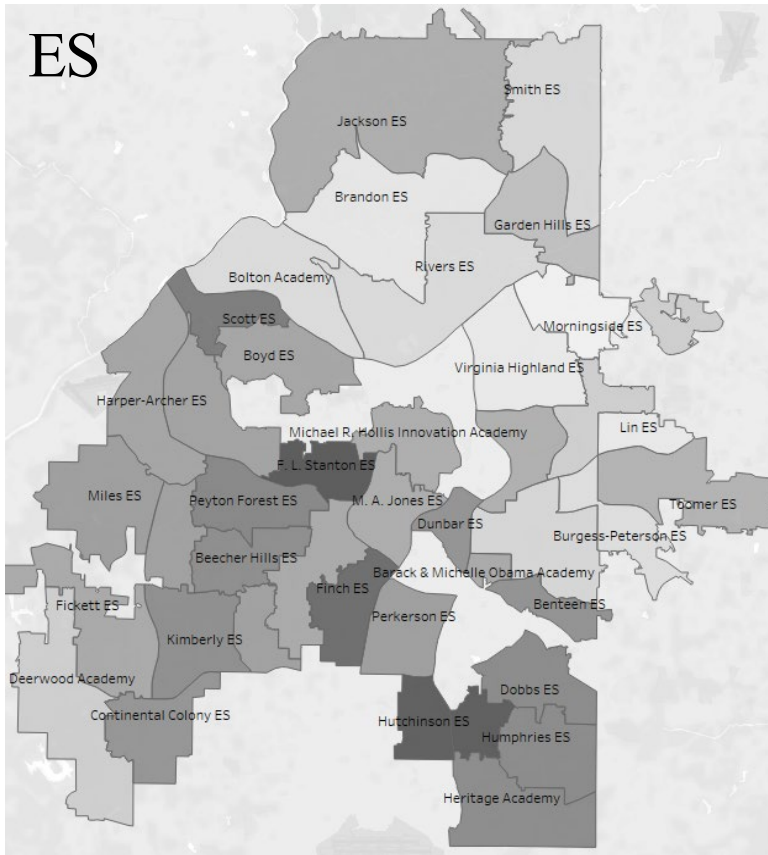 ES
Smith ES
Jackson ES
Brandon ES
Garden Hills ES
Rivers ES
Bolton Academy
Scott ES
Morningside ES
Boyd ES
Virginia Highland ES
Harper-Archer ES
Lin ES
Michael R. Hollis Innovation Academy
F. L. Stanton ES
Miles ES
Peyton Forest ES
M. A. Jones ES
Toomer ES
Dunbar ES
Burgess-Peterson ES
Beecher Hills ES
Barack & Michelle Obama Academy
Finch ES
Fickett ES
Benteen ES
Perkerson ES
Kimberly ES
Deerwood Academy
Dobbs ES
Continental Colony ES
Hutchinson ES
Humphries ES
Heritage Academy